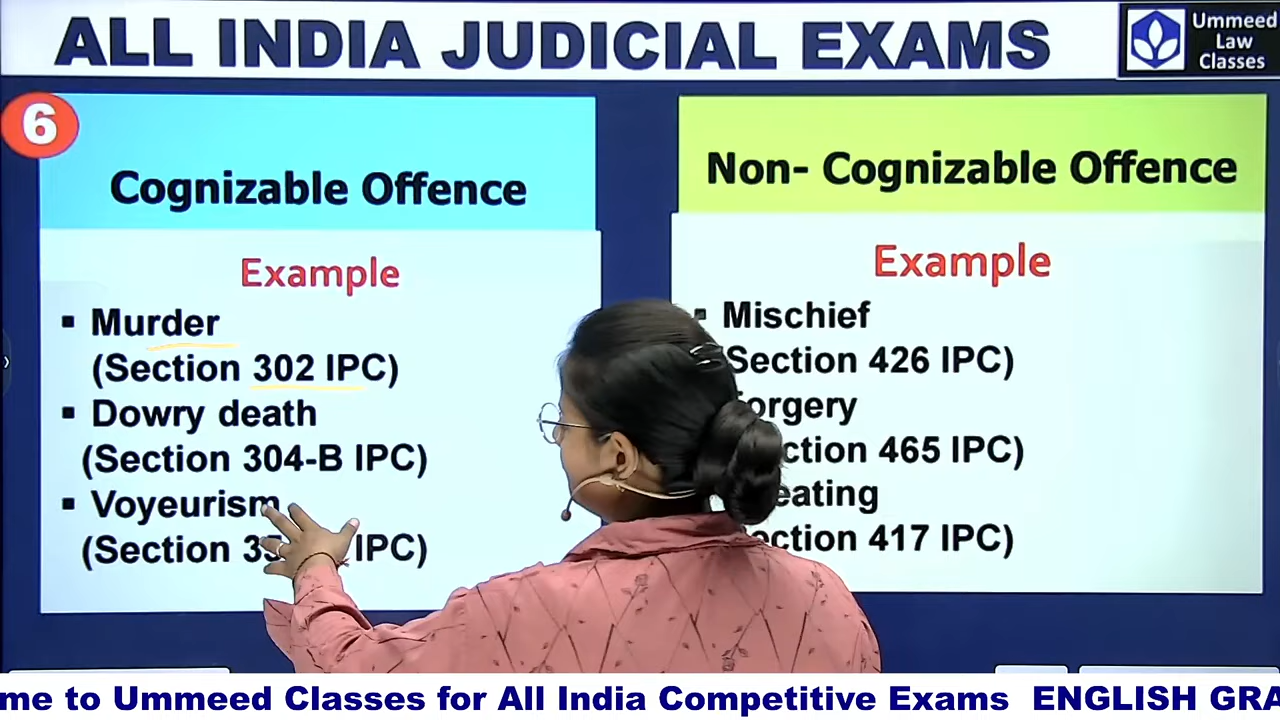 ALL INDIA JUDICIAL EXAMS
Ummeed
Law
Classes
6
Cognizable Offence
Example
▪ Murder
(Section 302 IPC)
▪ Dowry death
(Section 304-B IPC)
▪ Voyeurism
(Section IPC)
Non- Cognizable Offence
Example
▪ Mischief
Section 426 IPC)
465 IPC)
417 IPC)
to Ummeed Classes for All India Competitive Exams ENGLISH